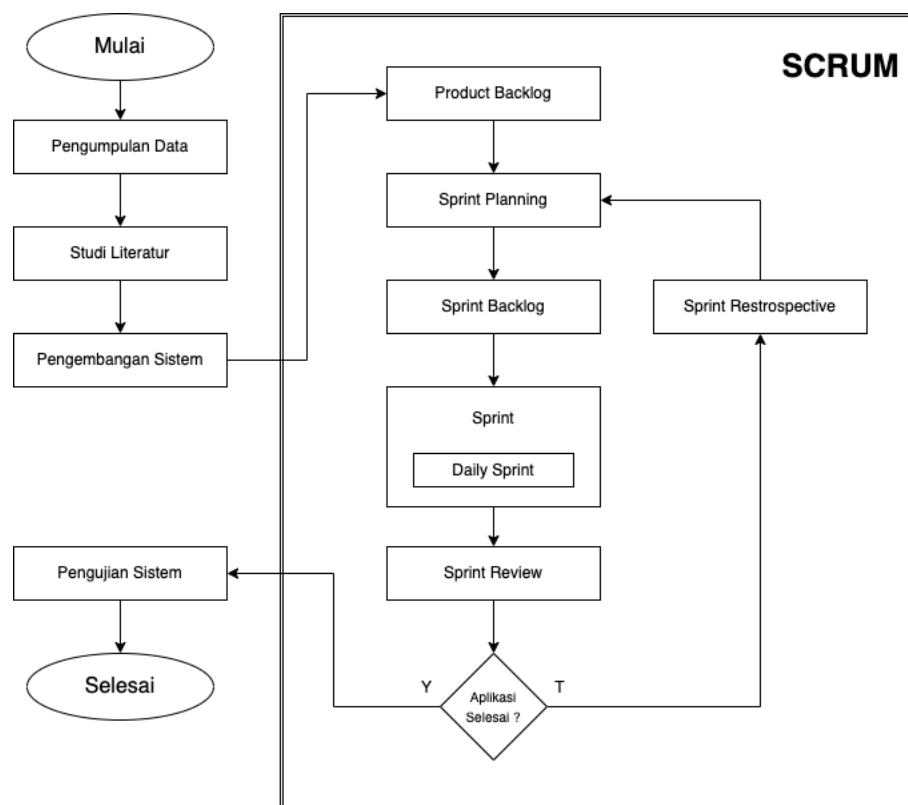 Mulai
Pengumpulan Data
Studi Literatur
Pengembangan Sistem
Pengujian Sistem
Selesai
SCRUM
Product Backlog
Sprint Planning
Sprint Backlog
Sprint Restrospective
Sprint
Daily Sprint
Sprint Review
Y
Aplikasi
Selesai ?
T